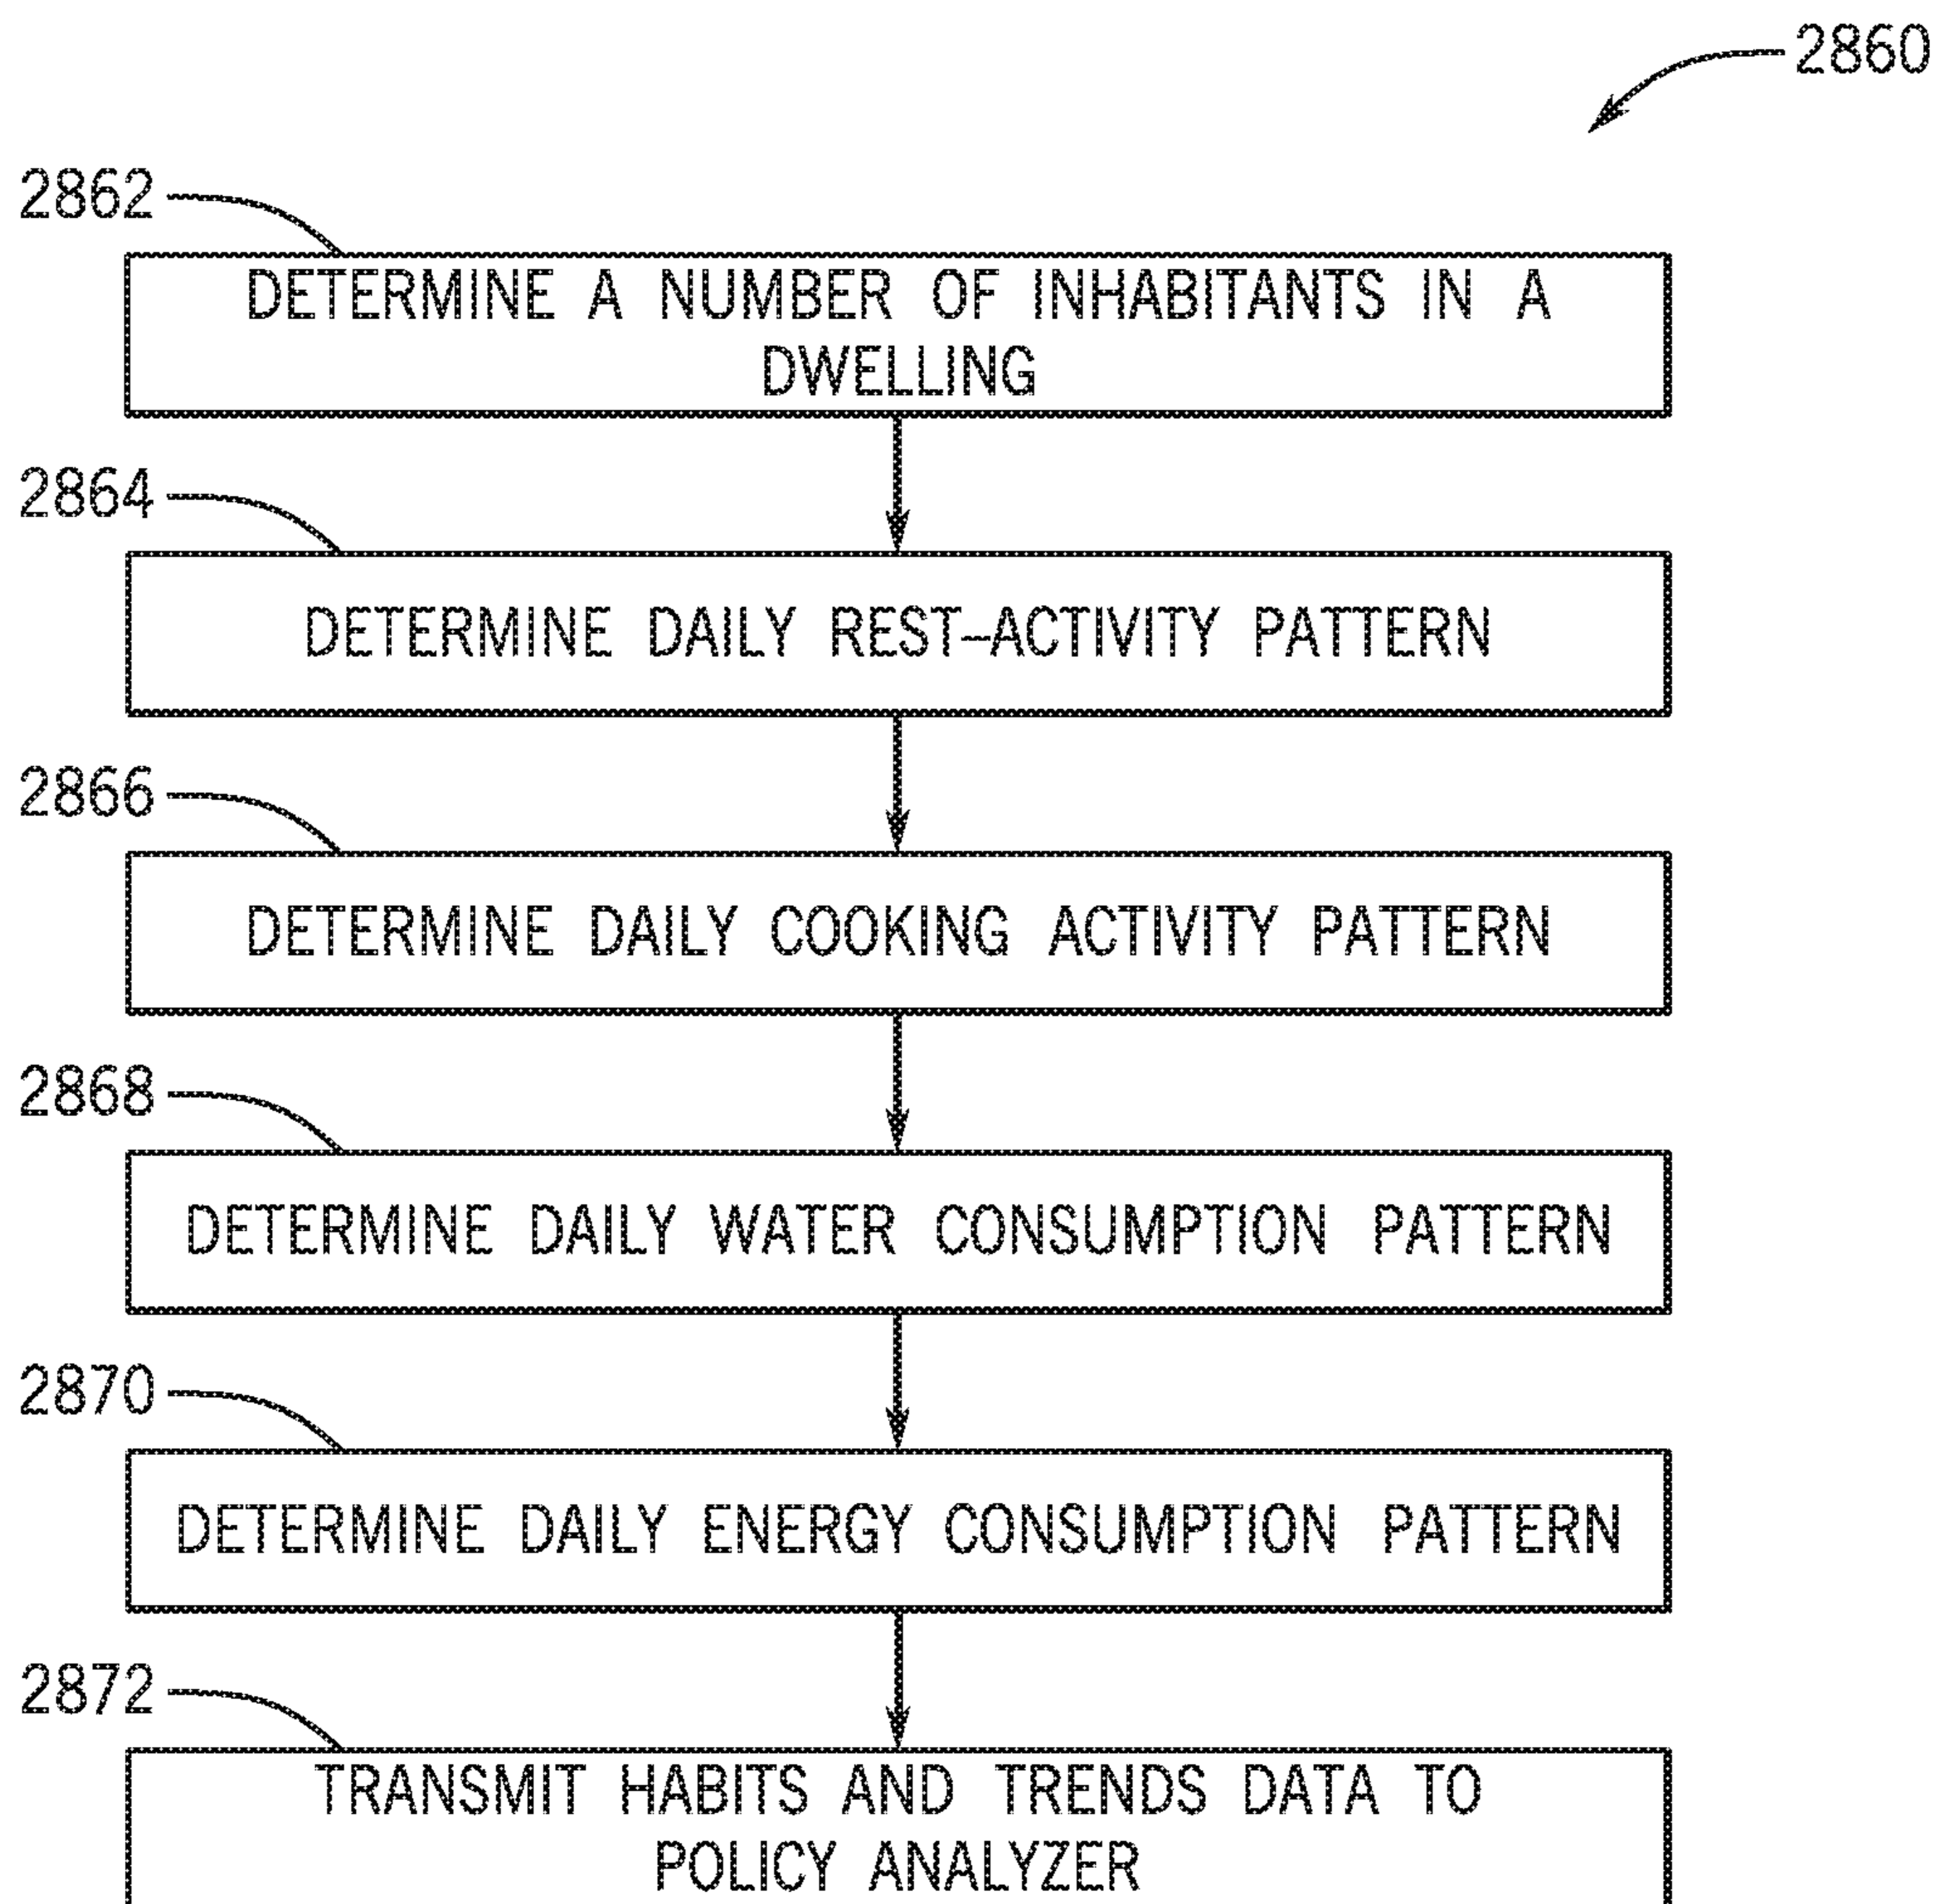 2860
2862
DETERMINE A NUMBER OF INHABITANTS IN A
DWELLING
2864
DETERMINE DAILY REST-ACTIVITY PATTERN
2866
DETERMINE DAILY COOKING ACTIVITY PATTERN
2868
DETERMINE DAILY WATER CONSUMPTION PATTERN
2870
DETERMINE DAILY ENERGY CONSUMPTION PATTERN
2872
TRANSMIT HABITS AND TRENDS DATA TO
POLICY ANALYZER